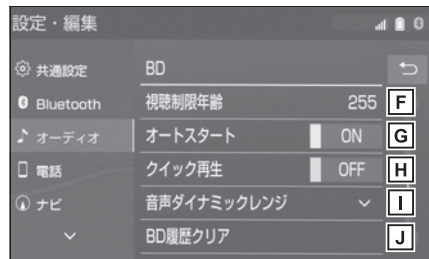 設定・編集
共通設定
Bluetooth
オーディオ
電話
ナビ
BD
視聴制限年齢 255 F
オートスタート ON G
クイック再生 OFF H
音声ダイナミックレンジ I
BD履歴クリア J